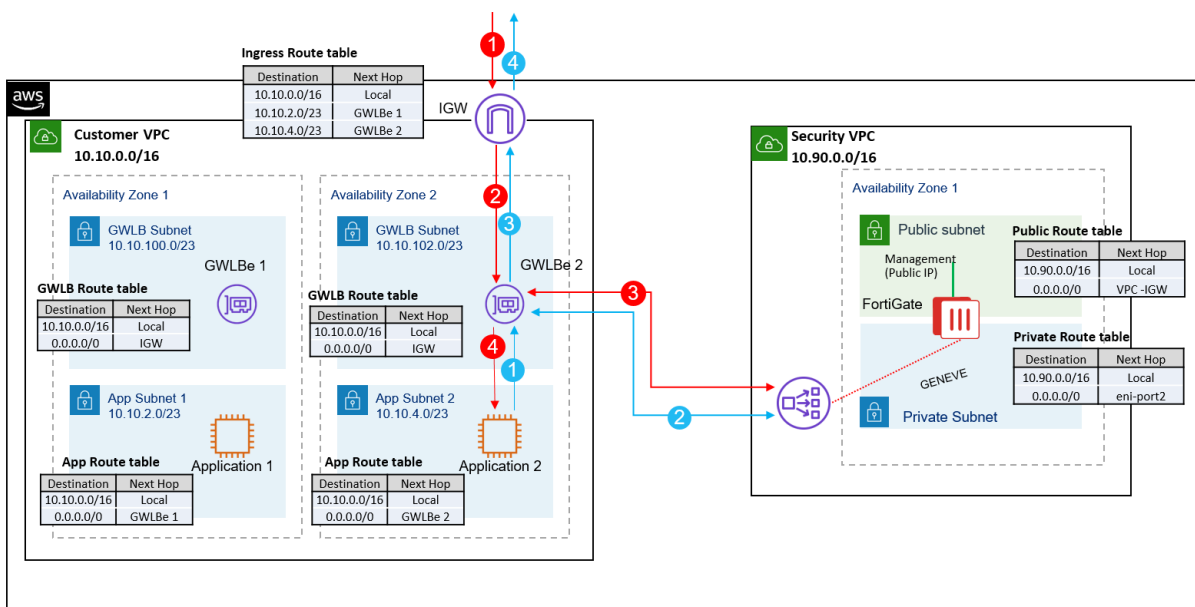 1
4
Ingress Route table
Destination Next Hop
10.10.0.0/16 Local
10.10.2.0/23 GWLBe 1
10.10.4.0/23 GWLBe 2
aws
IGW
Customer VPC
10.10.0.0/16
Availability Zone 1
GWLB Subnet
10.10.100.0/23
GWLBe 1
GWLB Route table
Destination Next Hop
10.10.0.0/16 Local
0.0.0.0/0 IGW
App Subnet 1
10.10.2.0/23
Application 1
App Route table
Destination Next Hop
10.10.0.0/16 Local
0.0.0.0/0 GWLBe 1
Availability Zone 2
2
3
GWLB Subnet
10.10.102.0/23
GWLBe 2
GWLB Route table
Destination Next Hop
10.10.0.0/16 Local
0.0.0.0/0 IGW
4
1
App Subnet 2
10.10.4.0/23
Application 2
App Route table
Destination Next Hop
10.10.0.0/16 Local
0.0.0.0/0 GWLBe 2
3
2
Security VPC
10.90.0.0/16
Availability Zone 1
Public subnet
Management
(Public IP)
FortiGate
Public Route table
Destination Next Hop
10.90.0.0/16 Local
0.0.0.0/0 VPC -IGW
Private Route table
Destination Next Hop
10.90.0.0/16 Local
0.0.0.0/0 eni-port2
GENEVE
Private Subnet